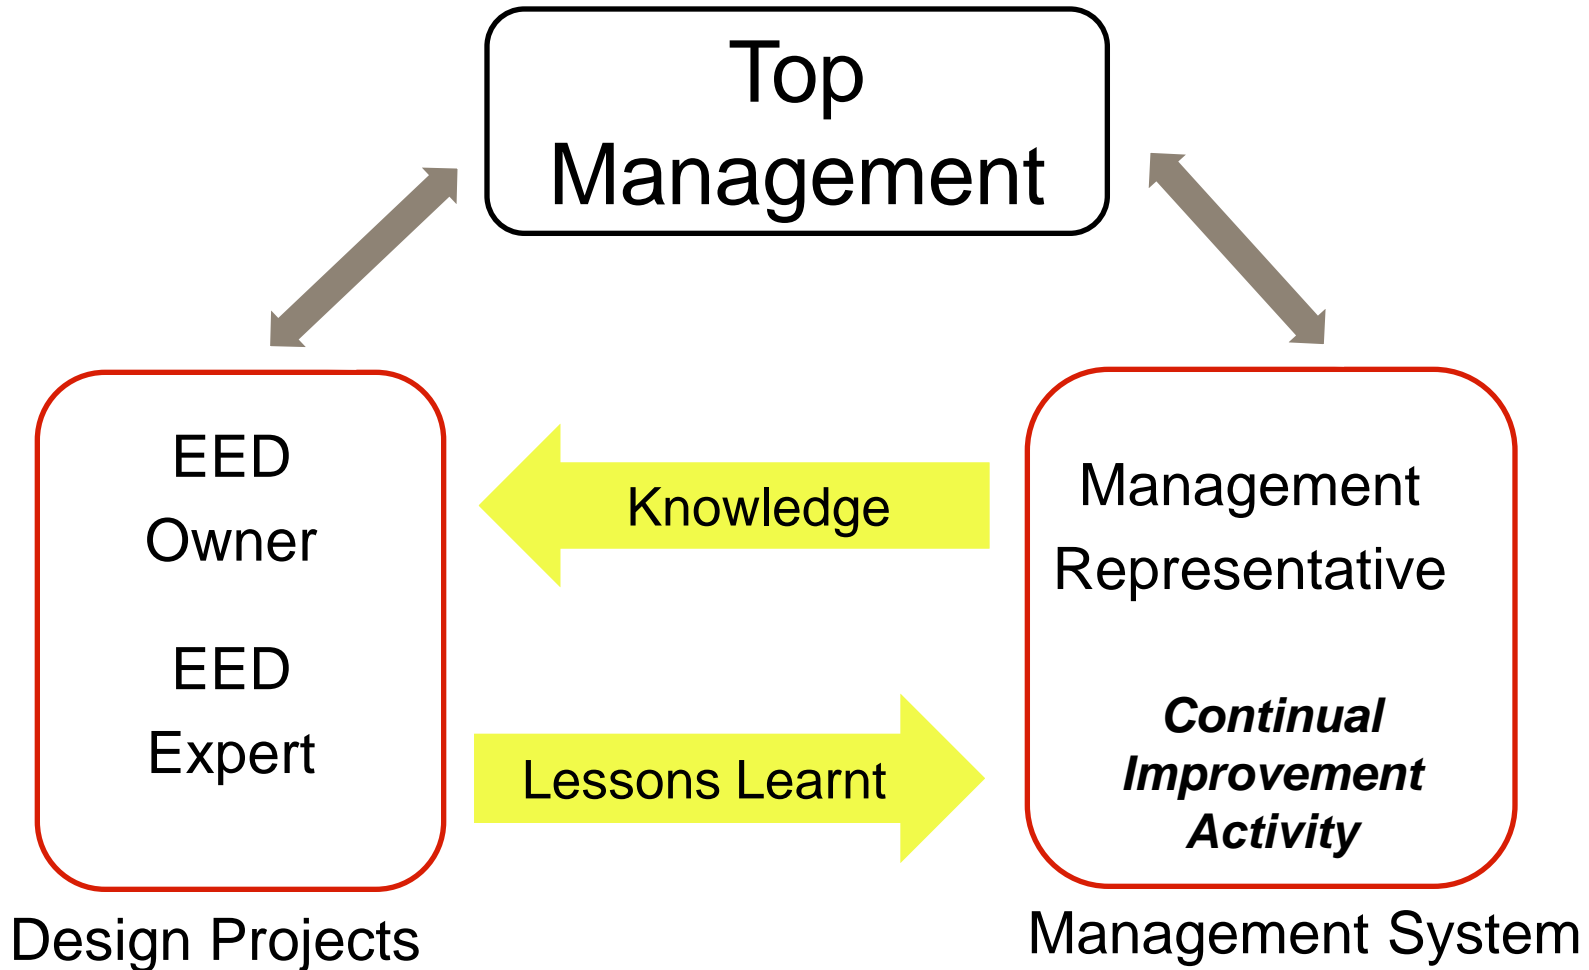 Top
Management
EED
Owner
EED
Expert
Knowledge
Lessons Learnt
Management
Representative
Continual
Improvement
Activity
Design Projects
Management System